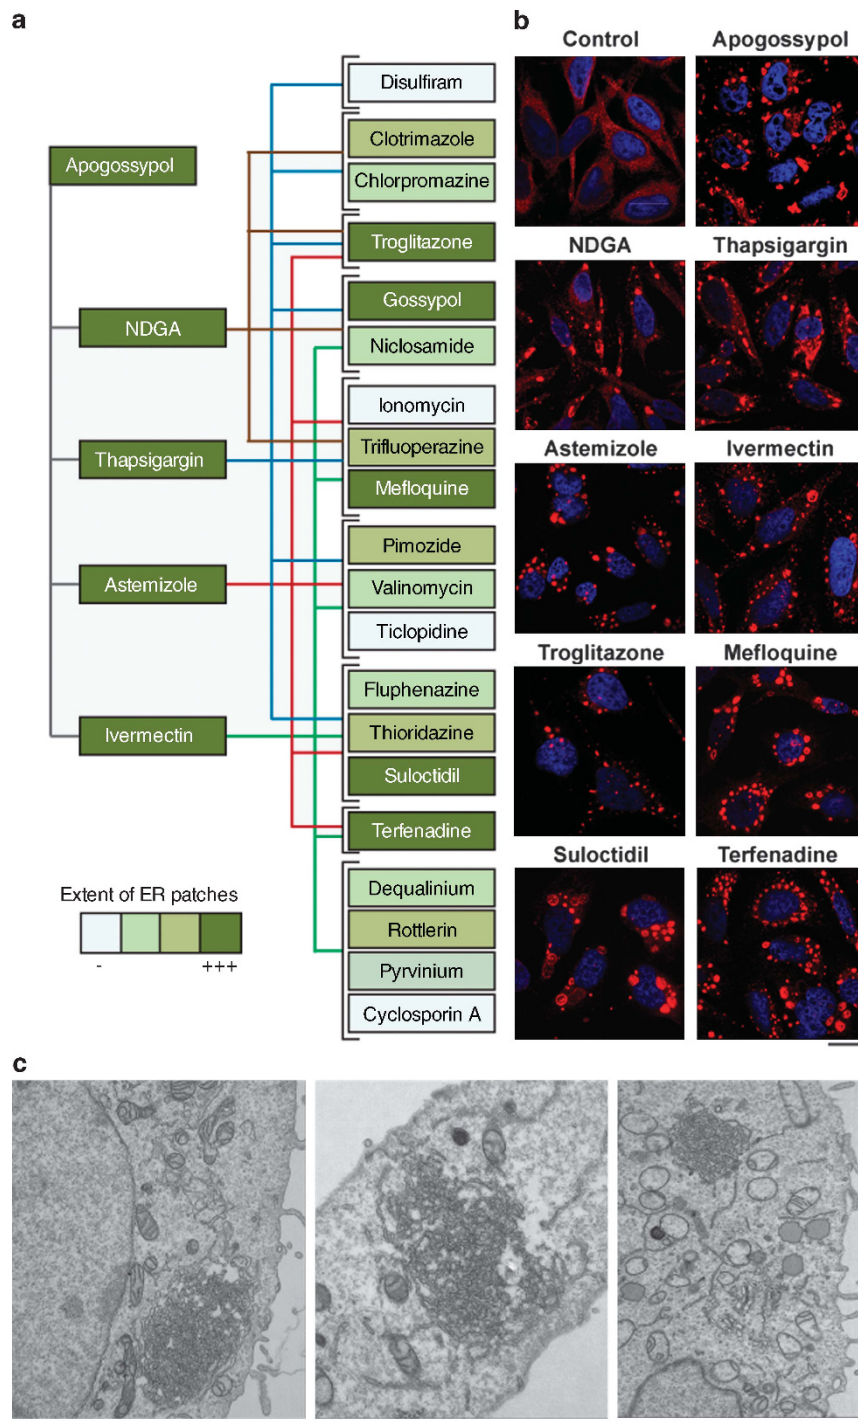 a
Apogossypol
NDGA
Thapsigargin
Astemizole
Ivermectin
Disulfiram
Clotrimazole
Chlorpromazine
Troglitazone
Gossypol
Niclosamide
Ionomycin
Trifluoperazine
Mefloquine
Pimozide
Valinomycin
Ticlopidine
Fluphenazine
Thioridazine
Suloctidil
Terfenadine
Dequalinium
Rottlerin
Pyrvinium
Cyclosporin A
Extent of ER patches
- +++
b
Control Apogossypol
NDGA Thapsigargin
Astemizole Ivermectin
Troglitazone Mefloquine
Suloctidil Terfenadine
c